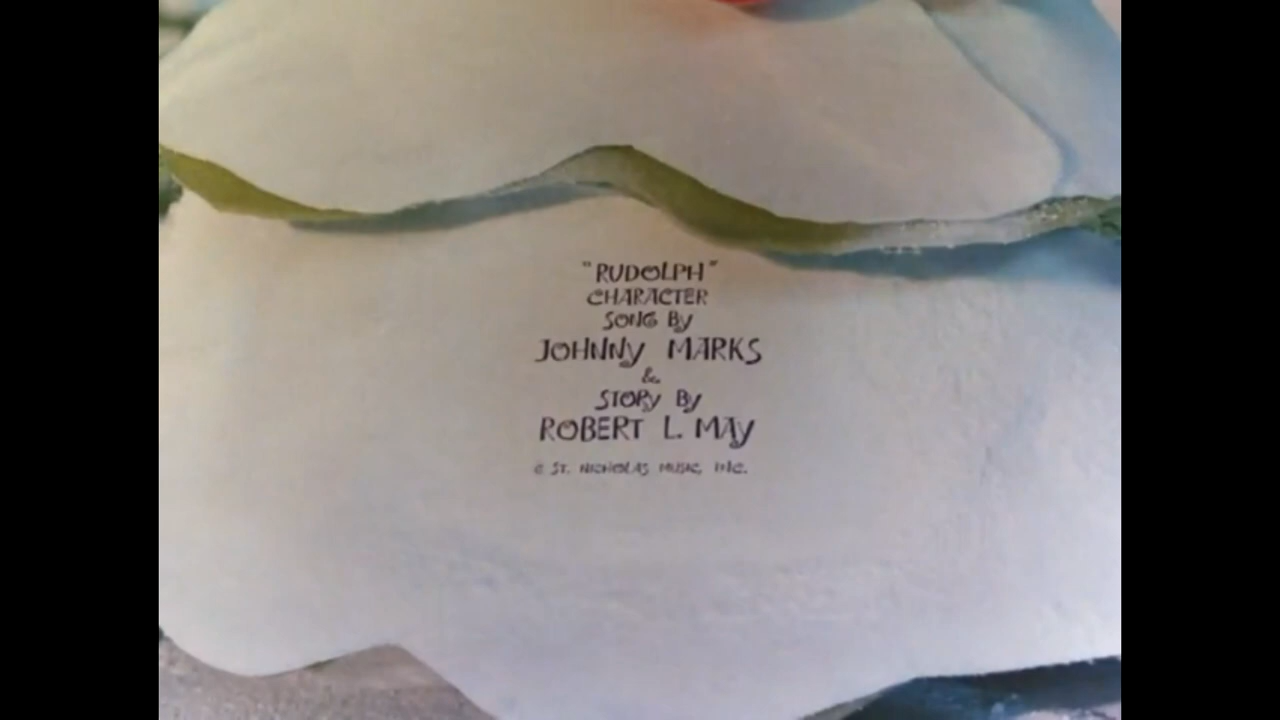 "RUDOLPH"
CHARACTER
SONG BY
JOHNNY MARKS
&
STORY BY
ROBERT L. MAY
© ST. NICHOLAS MUSIC, INC.